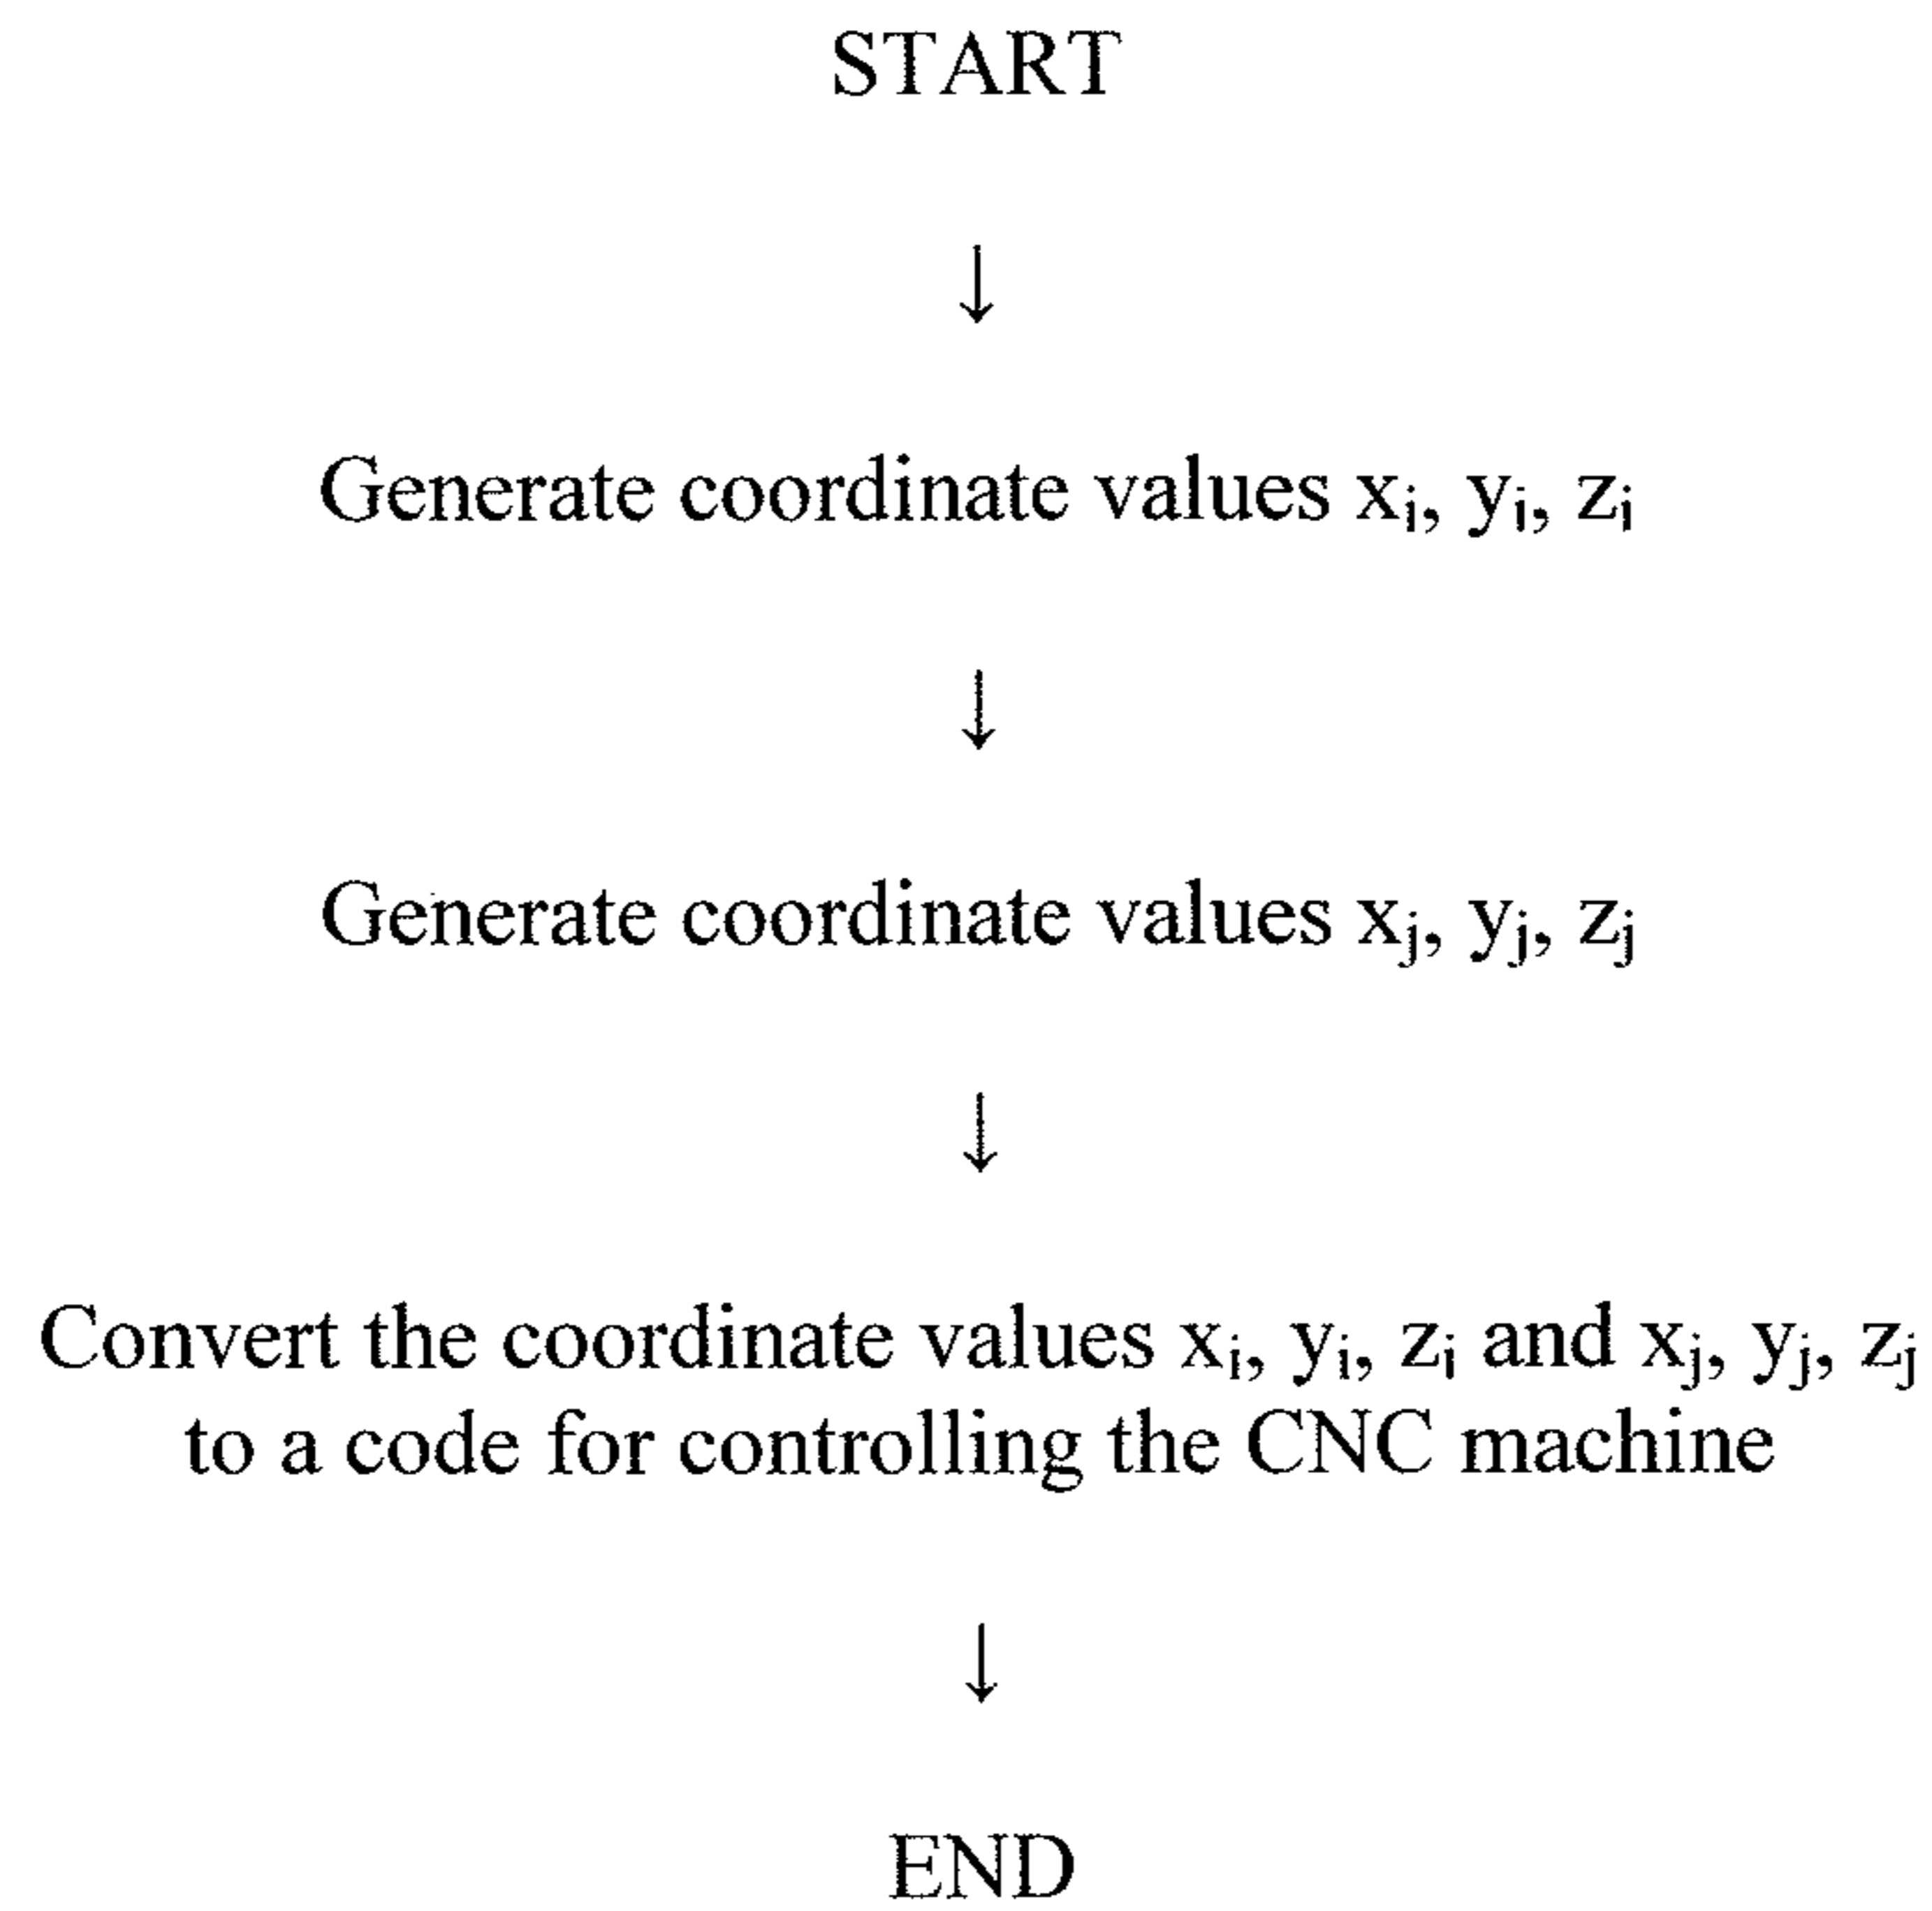 START
↓
Generate coordinate values xᵢ, yᵢ, zᵢ
↓
Generate coordinate values xⱼ, yⱼ, zⱼ
↓
Convert the coordinate values xᵢ, yᵢ, zᵢ and xⱼ, yⱼ, zⱼ
to a code for controlling the CNC machine
↓
END